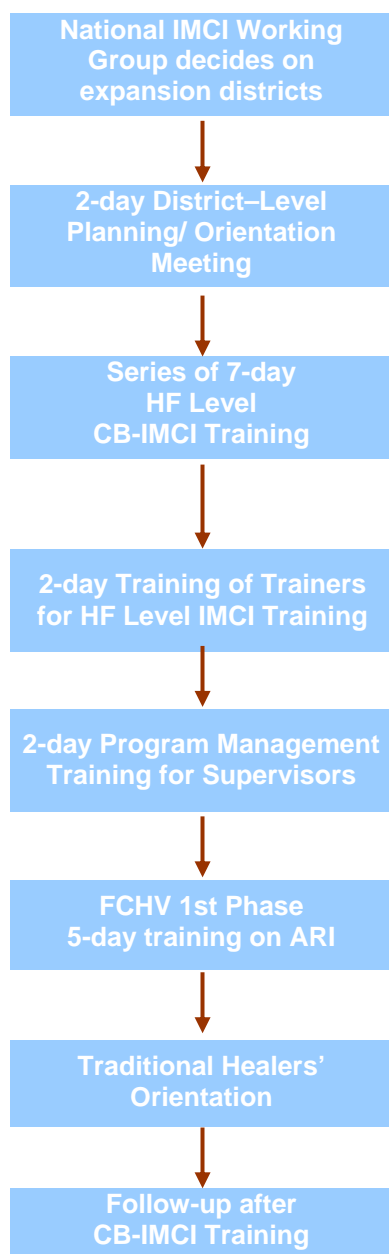 National IMCI Working
Group decides on
expansion districts
2-day District–Level
Planning/ Orientation
Meeting
Series of 7-day
HF Level
CB-IMCI Training
2-day Training of Trainers
for HF Level IMCI Training
2-day Program Management
Training for Supervisors
FCHV 1st Phase
5-day training on ARI
Traditional Healers’
Orientation
Follow-up after
CB-IMCI Training